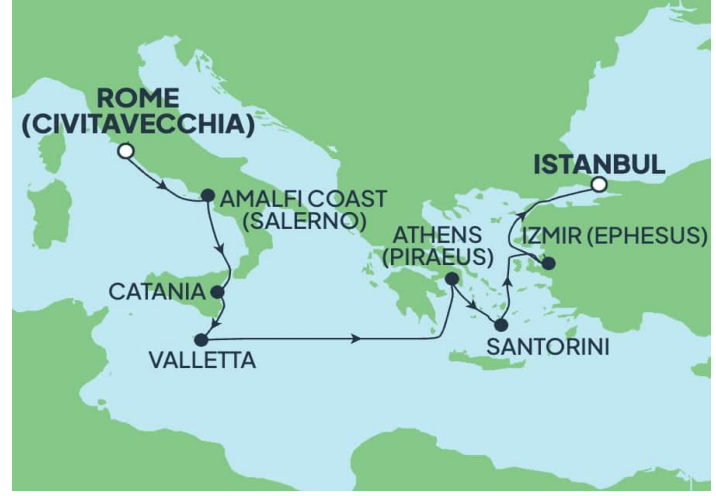 ROME
(CIVITAVECCHIA)
AMALFI COAST
(SALERNO)
CATANIA
VALLETTA
ATHENS
(PIRAEUS)
SANTORINI
IZMIR (EPHESUS)
ISTANBUL